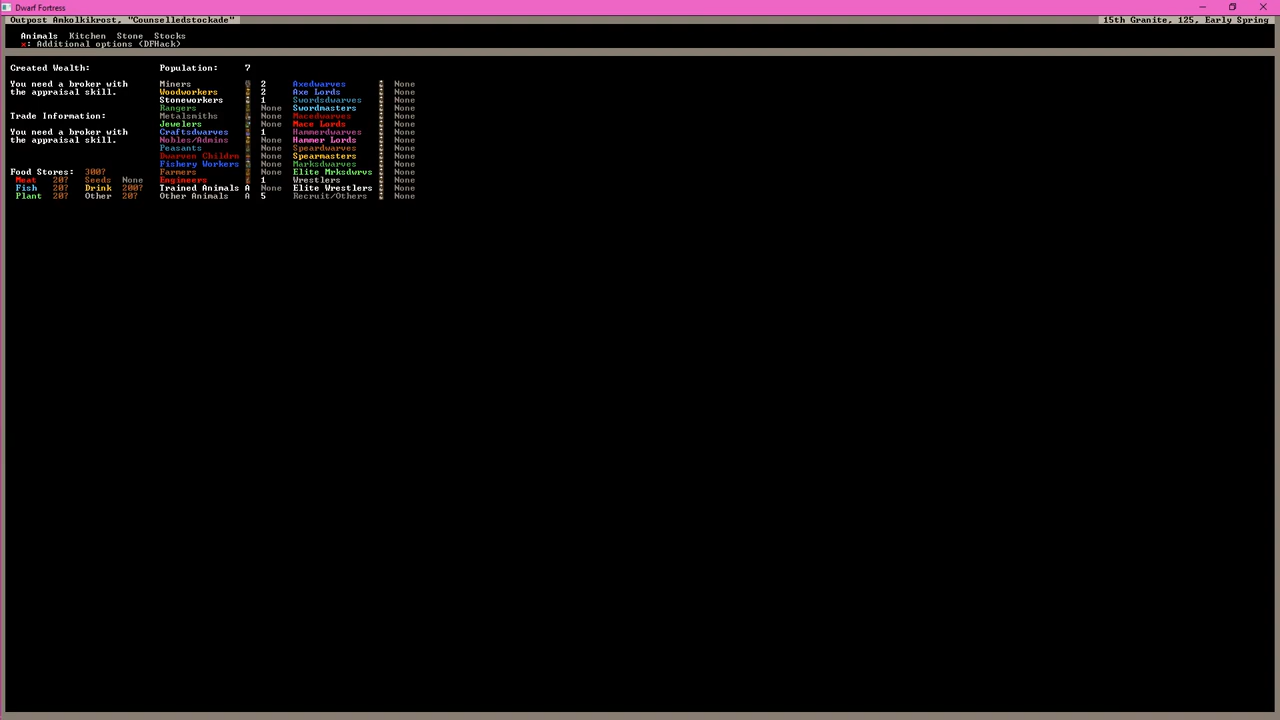 Dwarf Fortress
Outpost Amkolkikrost, "Counselledstockade" 15th Granite, 125, Early Spring
Animals Kitchen Stone Stocks
x: Additional options (DFHack)
Created Wealth: Population: 7
You need a broker with Miners 2 Axedwarves None
the appraisal skill. Woodworkers 2 Axe Lords None
Stoneworkers 1 Swordsdwarves None
Rangers None Swordmasters None
Trade Information: Metalsmiths None Macedwarves None
Jewelers None Mace Lords None
You need a broker with Craftsdwarves 1 Hammerdwarves None
the appraisal skill. Nobles/Admins None Hammer Lords None
Peasants None Speardwarves None
Dwarven Childrn None Spearmasters None
Fishery Workers None Marksdwarves None
Food Stores: 300? Farmers None Elite Mrksdwrvs None
Meat 20? Seeds None Engineers 1 Wrestlers None
Fish 20? Drink 200? Trained Animals A None Elite Wrestlers None
Plant 20? Other 20? Other Animals A 5 Recruit/Others None